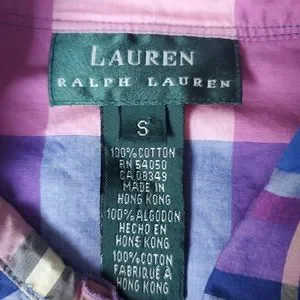 LAUREN
RALPH LAUREN
S
100% COTTON
RN 54050
CA 08349
MADE IN
HONG KONG
100% ALGODON
HECHO EN
HONG KONG
100% COTON
FABRIQUÉ À
HONG KONG